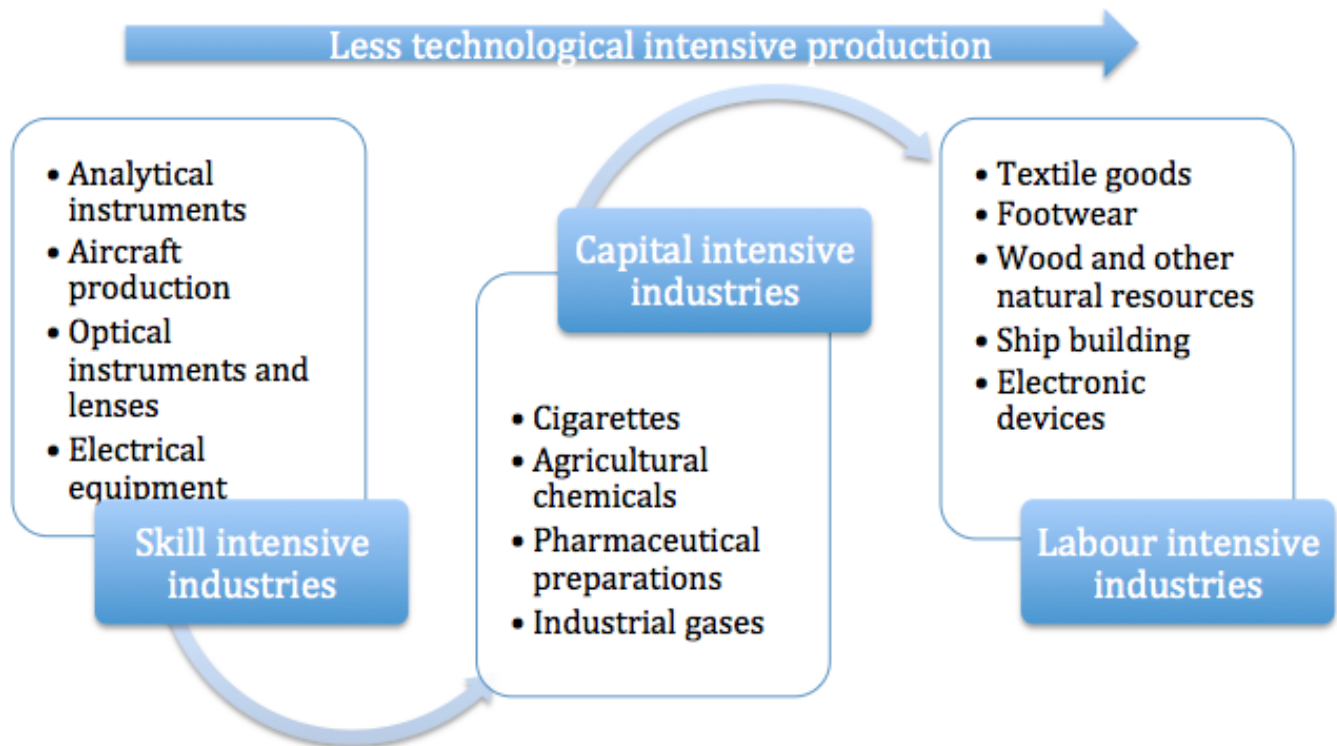 Less technological intensive production
• Analytical
instruments
• Aircraft
production
• Optical
instruments and
lenses
• Electrical
equipment
Skill intensive
industries
Capital intensive
industries
• Cigarettes
• Agricultural
chemicals
• Pharmaceutical
preparations
• Industrial gases
• Textile goods
• Footwear
• Wood and other
natural resources
• Ship building
• Electronic
devices
Labour intensive
industries